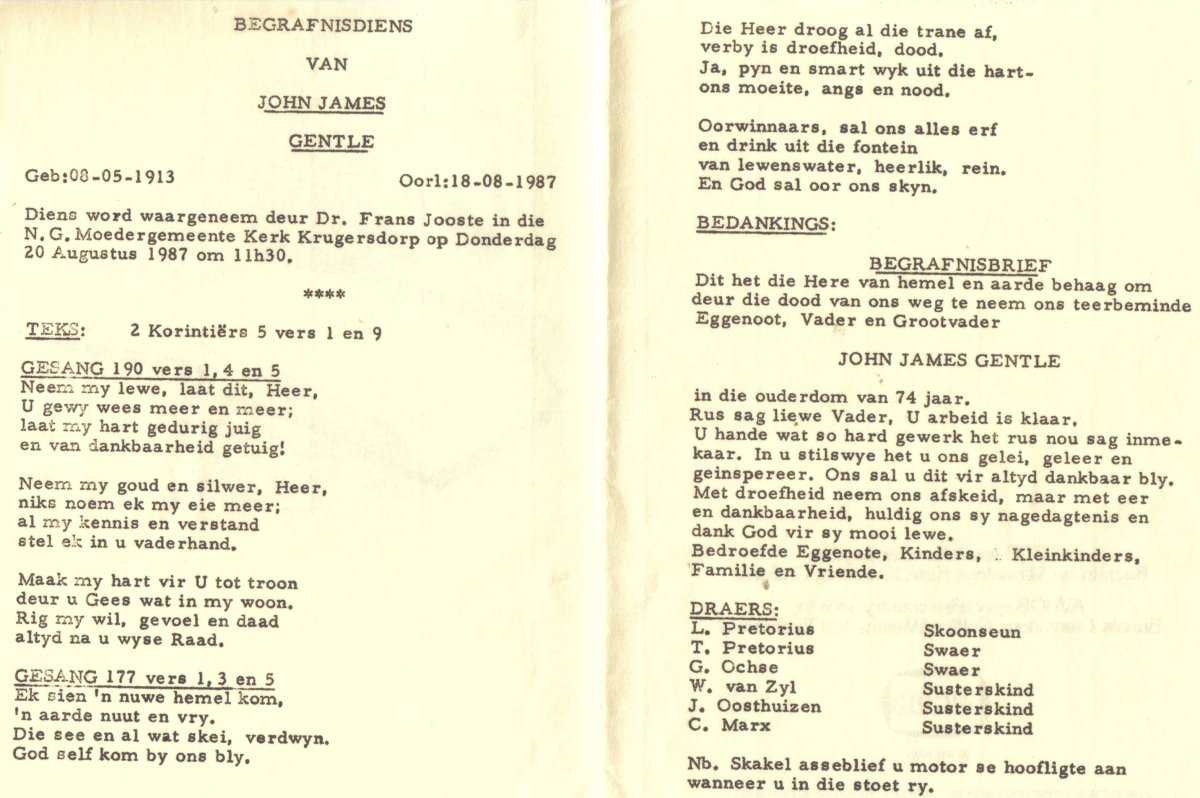 BEGRAFNISDIENS
VAN
JOHN JAMES
GENTLE
Geb:08-05-1913 Oorl:18-08-1987
Diens word waargeneem deur Dr. Frans Jooste in die
N.G. Moedergemeente Kerk Krugersdorp op Donderdag
20 Augustus 1987 om 11h30.
****
TEKS: 2 Korintiërs 5 vers 1 en 9
GESANG 190 vers 1, 4 en 5
Neem my lewe, laat dit, Heer,
U gewy wees meer en meer;
laat my hart gedurig juig
en van dankbaarheid getuig!
Neem my goud en silwer, Heer,
niks noem ek my eie meer;
al my kennis en verstand
stel ek in u vaderhand.
Maak my hart vir U tot troon
deur u Gees wat in my woon.
Rig my wil, gevoel en daad
altyd na u wyse Raad.
GESANG 177 vers 1, 3 en 5
Ek sien 'n nuwe hemel kom,
'n aarde nuut en vry.
Die see en al wat skei, verdwyn.
God self kom by ons bly.
Die Heer droog al die trane af,
verby is droefheid, dood.
Ja, pyn en smart wyk uit die hart-
ons moeite, angs en nood.
Oorwinnaars, sal ons alles erf
en drink uit die fontein
van lewenswater, heerlik, rein.
En God sal oor ons skyn.
BEDANKINGS:
BEGRAFNISBRIEF
Dit het die Here van hemel en aarde behaag om
deur die dood van ons weg te neem ons teerbeminde
Eggenoot, Vader en Grootvader
JOHN JAMES GENTLE
in die ouderdom van 74 jaar.
Rus sag liewe Vader, U arbeid is klaar.
U hande wat so hard gewerk het rus nou sag inme-
kaar. In u stilswye het u ons gelei, geleer en
geinspereer. Ons sal u dit vir altyd dankbaar bly.
Met droefheid neem ons afskeid, maar met eer
en dankbaarheid, huldig ons sy nagedagtenis en
dank God vir sy mooi lewe.
Bedroefde Eggenote, Kinders, Kleinkinders,
Familie en Vriende.
DRAERS:
L. Pretorius Skoonseun
T. Pretorius Swaer
G. Ochse Swaer
W. van Zyl Susterskind
J. Oosthuizen Susterskind
C. Marx Susterskind
Nb. Skakel asseblief u motor se hoofligte aan
wanneer u in die stoet ry.